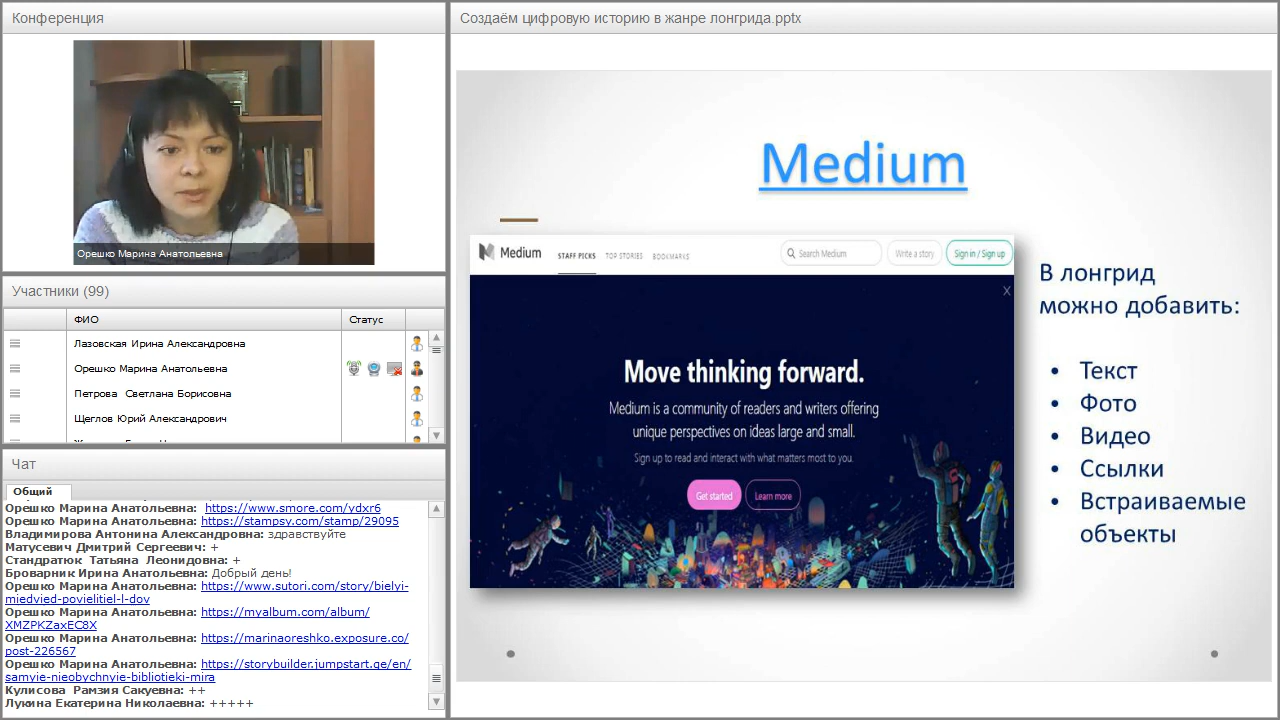 Конференция
Орешко Марина Анатольевна
Участники (99)
ФИО
Статус
Лазовская Ирина Александровна
Орешко Марина Анатольевна
Петрова Светлана Борисовна
Щеглов Юрий Александрович
Чат
Общий
Орешко Марина Анатольевна: https://www.smore.com/ydxr6
Орешко Марина Анатольевна: https://stampsy.com/stamp/29095
Владимирова Антонина Александровна: здравствуйте
Матусевич Дмитрий Сергеевич: +
Стандратюк Татьяна Леонидовна: +
Броварник Ирина Анатольевна: Добрый день!
Орешко Марина Анатольевна: https://www.sutori.com/story/bielyi-
miedvied-povielitiel-l-dov
Орешко Марина Анатольевна: https://myalbum.com/album/
XMZPKZaxEC8X
Орешко Марина Анатольевна: https://marinaoreshko.exposure.co/
post-226567
Орешко Марина Анатольевна: https://storybuilder.jumpstart.ge/en/
samvie-nieobychnyie-bibliotieki-mira
Кулисова Рамзия Сакуевна: ++
Лукина Екатерина Николаевна: +++++
Создаём цифровую историю в жанре лонгрида.pptx
Medium
Medium
STAFF PICKS
TOP STORIES
BOOKMARKS
Search Medium
Write a story
Sign in / Sign up
X
Move thinking forward.
Medium is a community of readers and writers offering
unique perspectives on ideas large and small.
Sign up to read and interact with what matters most to you.
Get started
Learn more
В лонгрид
можно добавить:
• Текст
• Фото
• Видео
• Ссылки
• Встраиваемые
объекты